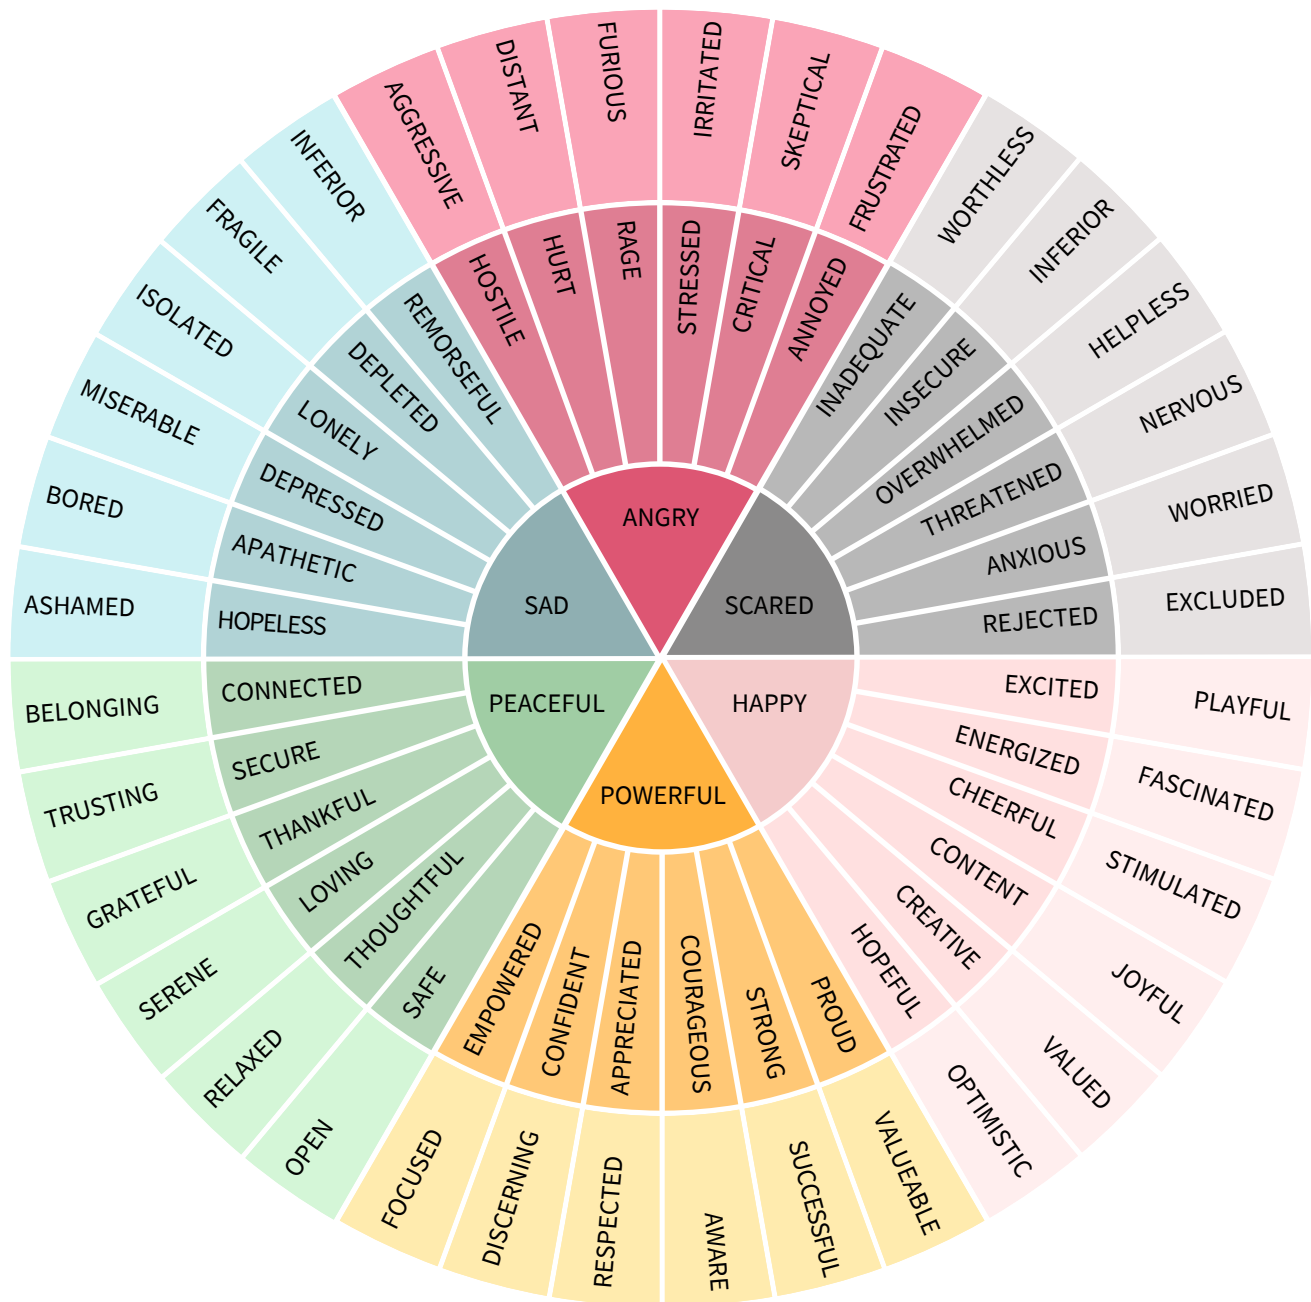 ANGRY
SCARED
HAPPY
POWERFUL
PEACEFUL
SAD
HOSTILE
HURT
RAGE
STRESSED
CRITICAL
ANNOYED
INADEQUATE
INSECURE
OVERWHELMED
THREATENED
ANXIOUS
REJECTED
EXCITED
ENERGIZED
CHEERFUL
CONTENT
CREATIVE
HOPEFUL
PROUD
STRONG
COURAGEOUS
APPRECIATED
CONFIDENT
EMPOWERED
SAFE
THOUGHTFUL
LOVING
THANKFUL
SECURE
CONNECTED
HOPELESS
APATHETIC
DEPRESSED
LONELY
DEPLETED
REMORSEFUL
AGGRESSIVE
DISTANT
FURIOUS
IRRITATED
SKEPTICAL
FRUSTRATED
WORTHLESS
INFERIOR
HELPLESS
NERVOUS
WORRIED
EXCLUDED
PLAYFUL
FASCINATED
STIMULATED
JOYFUL
VALUED
OPTIMISTIC
VALUEABLE
SUCCESSFUL
AWARE
RESPECTED
DISCERNING
FOCUSED
OPEN
RELAXED
SERENE
GRATEFUL
TRUSTING
BELONGING
ASHAMED
BORED
MISERABLE
ISOLATED
FRAGILE
INFERIOR